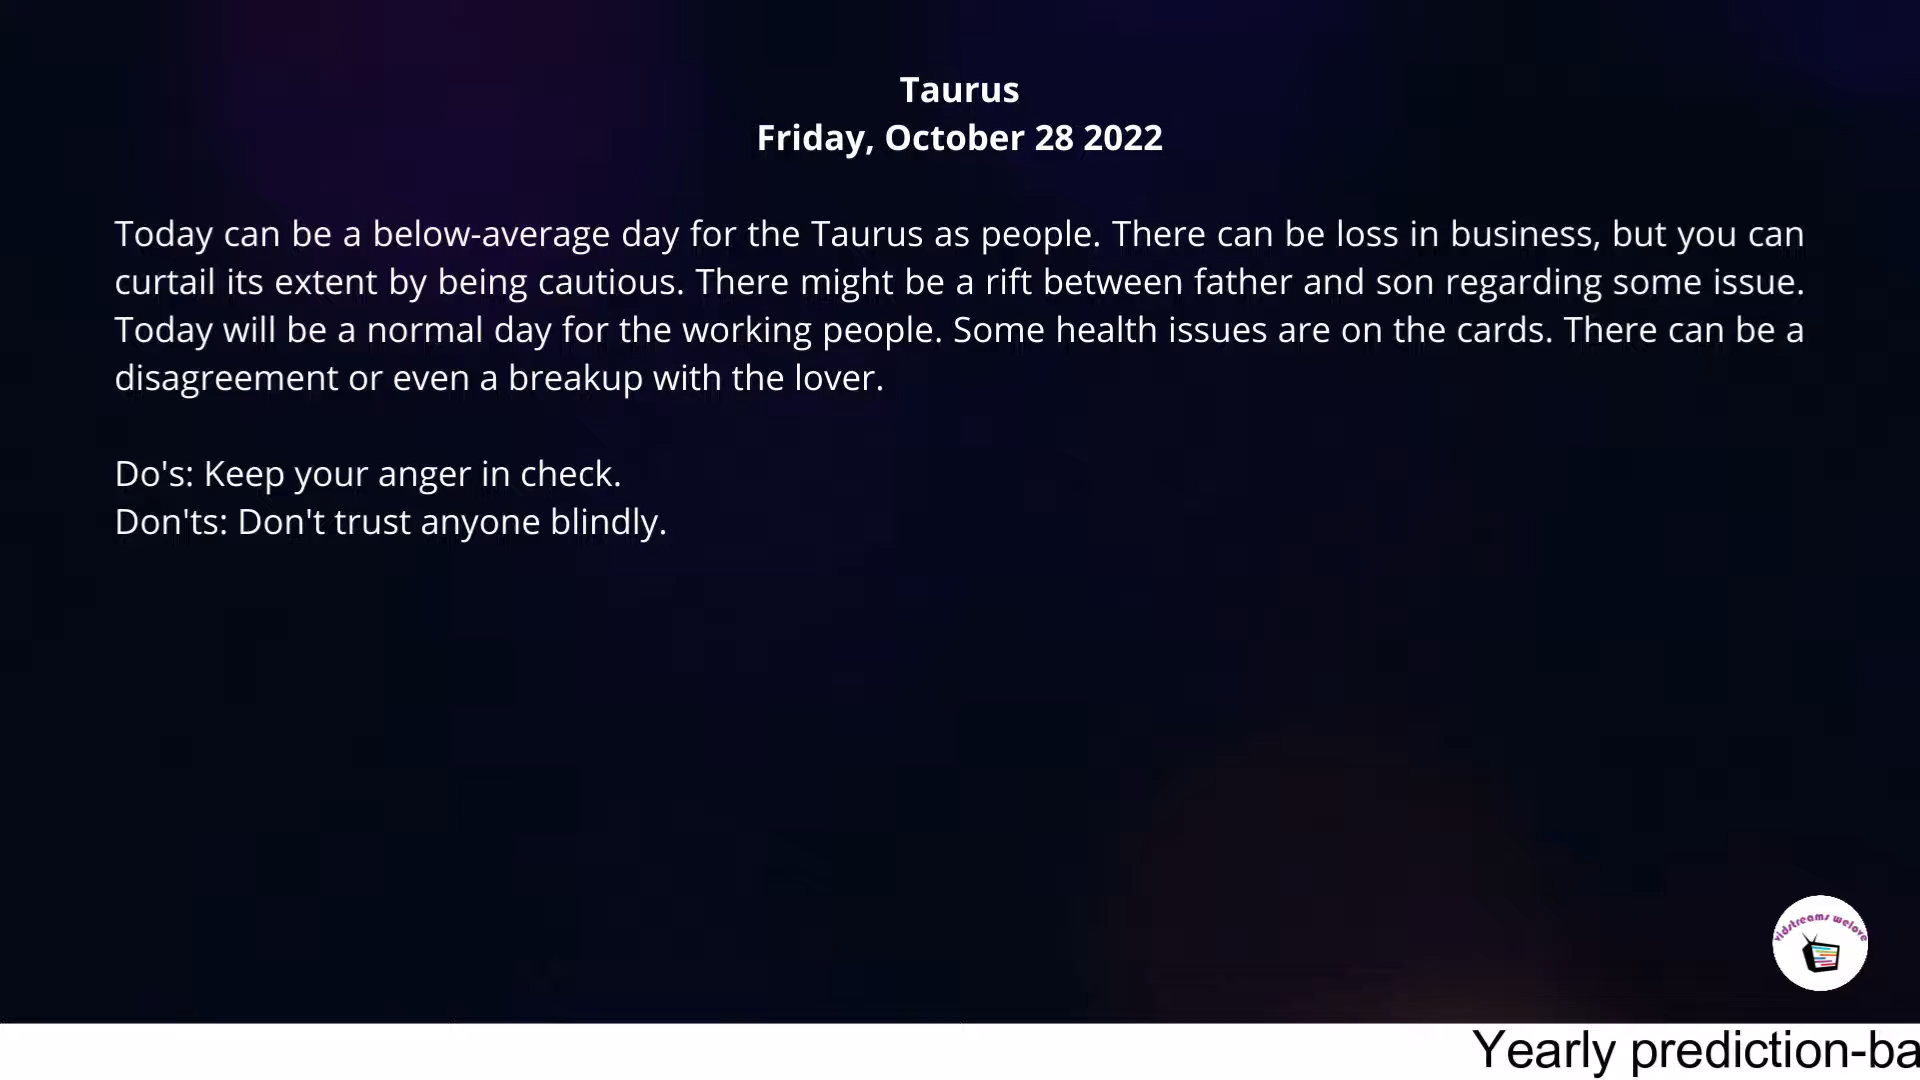 Taurus
Friday, October 28 2022
Today can be a below-average day for the Taurus as people. There can be loss in business, but you can
curtail its extent by being cautious. There might be a rift between father and son regarding some issue.
Today will be a normal day for the working people. Some health issues are on the cards. There can be a
disagreement or even a breakup with the lover.
Do's: Keep your anger in check.
Don'ts: Don't trust anyone blindly.
vidstreams welove
Yearly prediction-ba